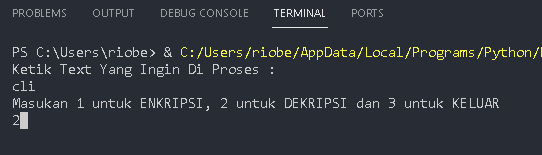 PROBLEMS OUTPUT DEBUG CONSOLE TERMINAL PORTS
PS C:\Users\riobe> & C:/Users/riobe/AppData/Local/Programs/Python/
Ketik Text Yang Ingin Di Proses :
cli
Masukan 1 untuk ENKRIPSI, 2 untuk DEKRIPSI dan 3 untuk KELUAR
2